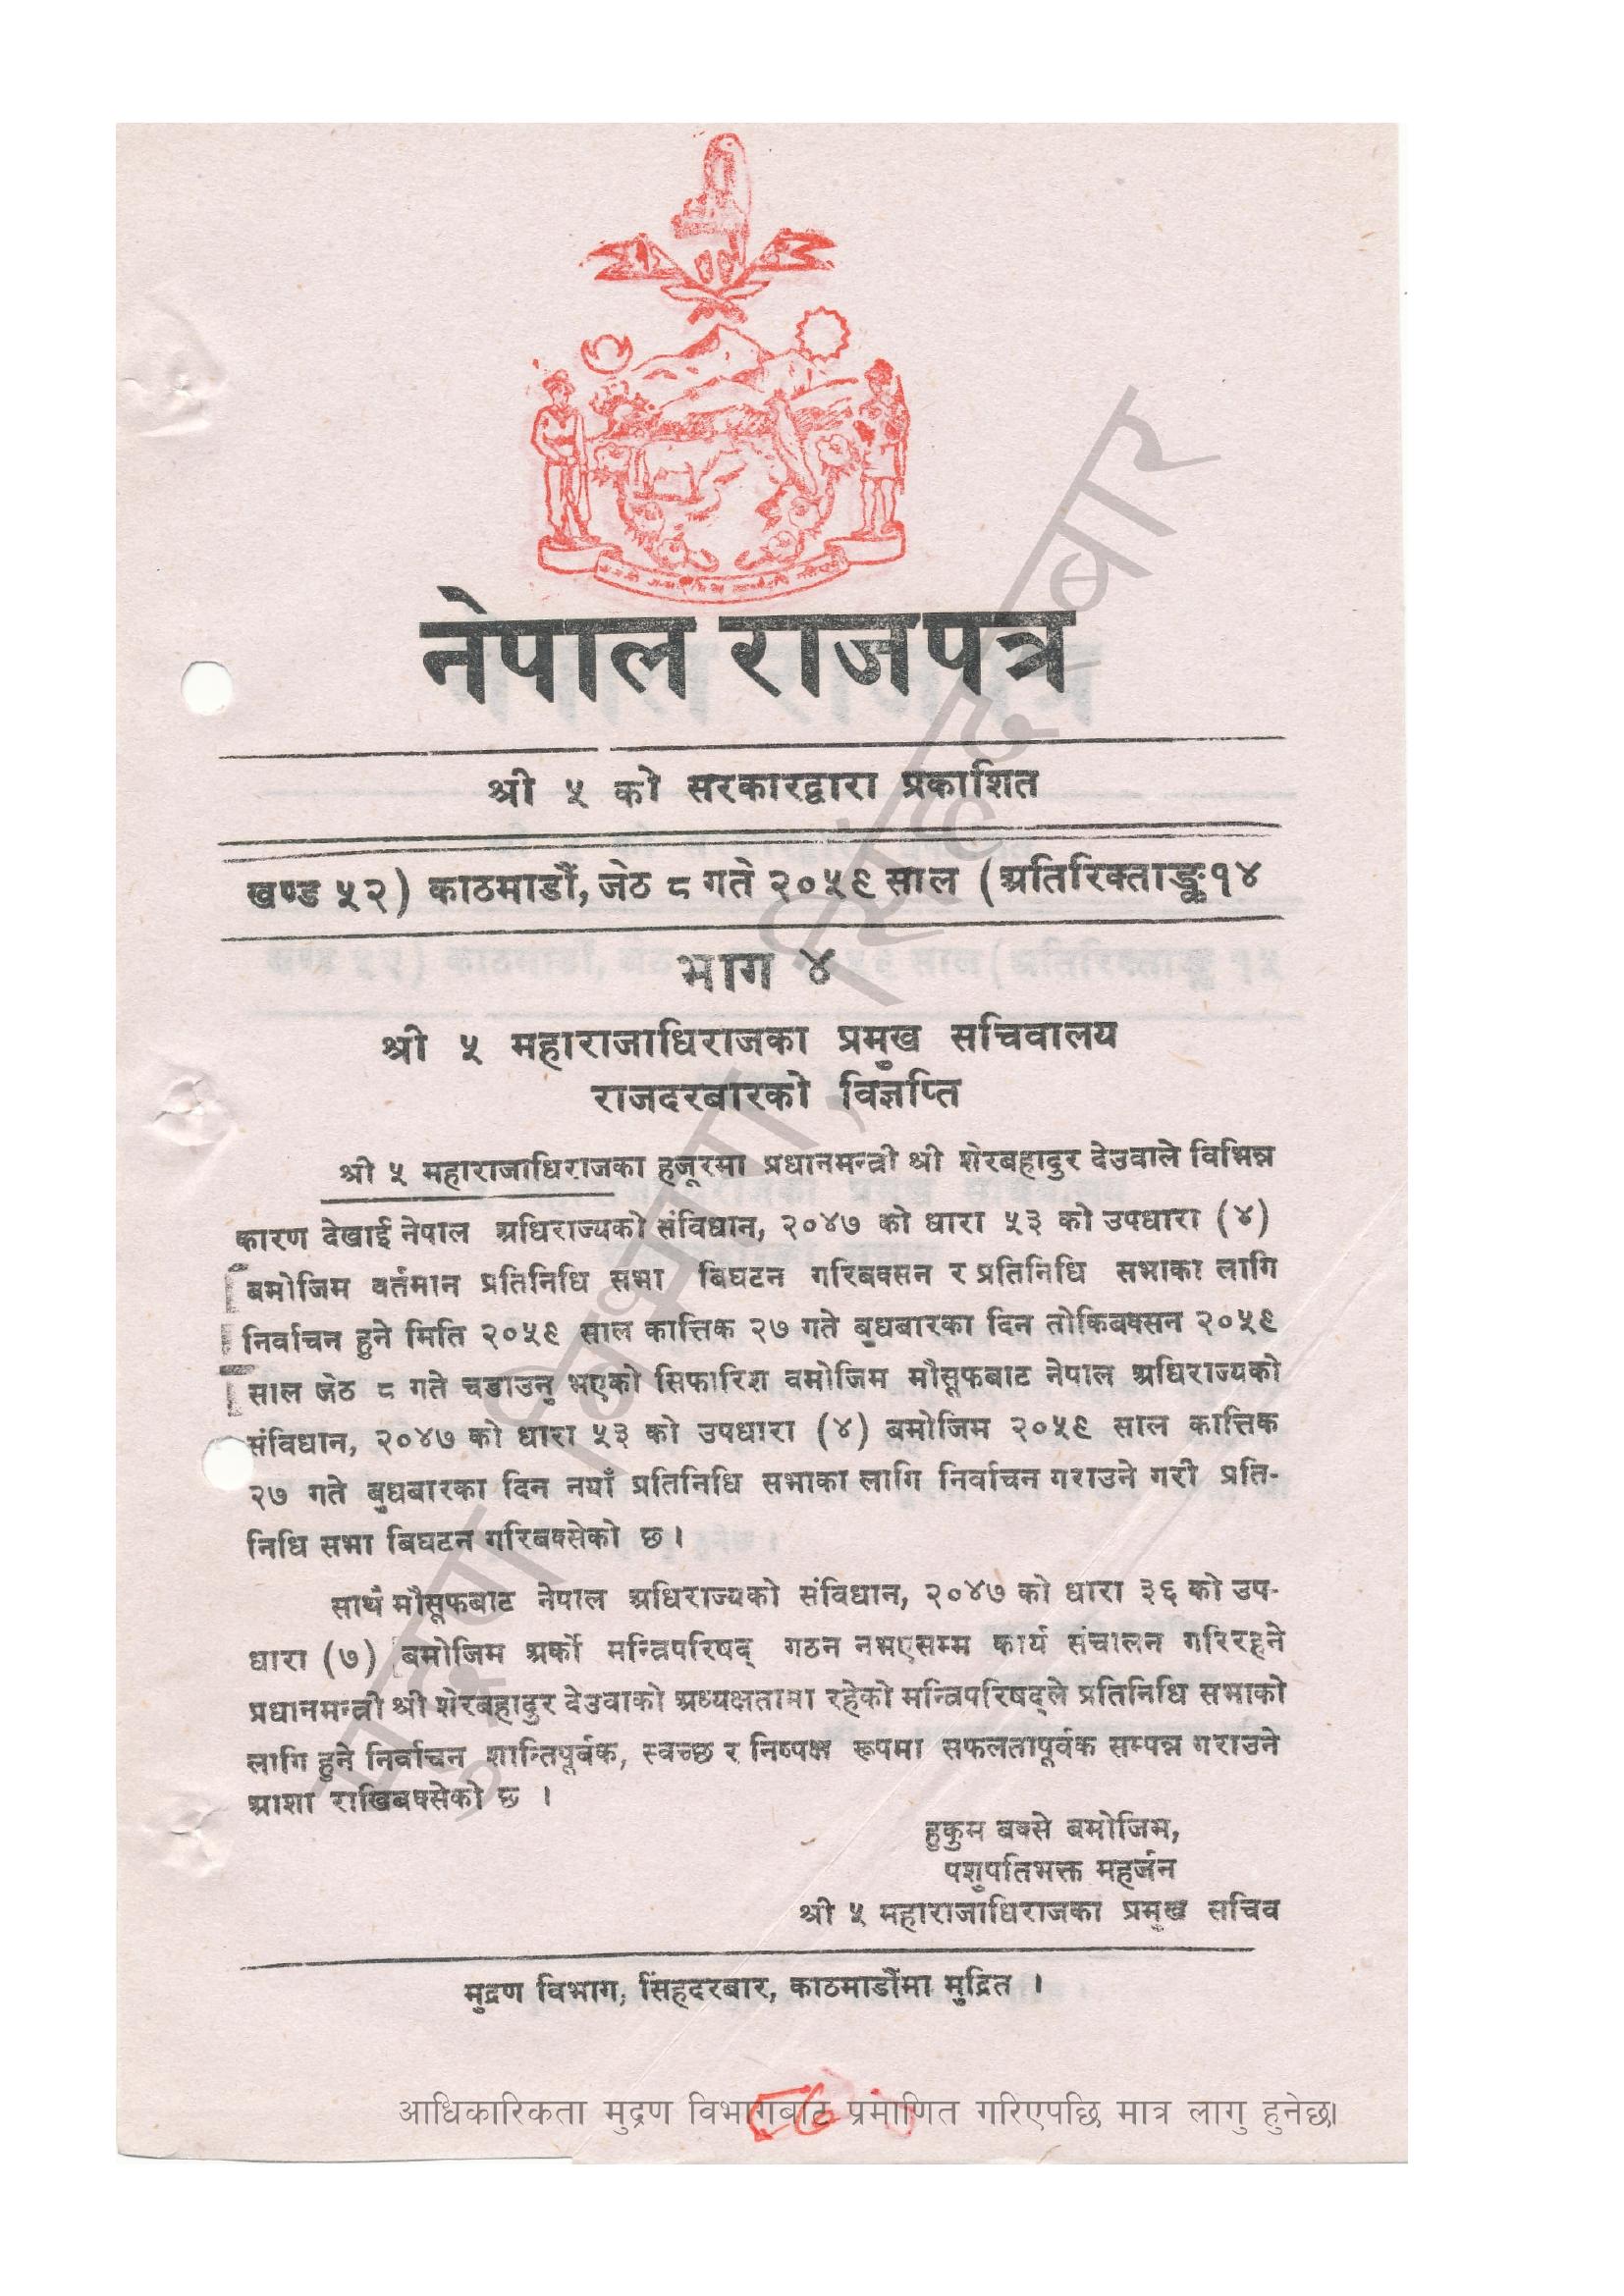 नेपाल राजपत्र
श्री ५ को सरकारद्वारा प्रकाशित
खण्ड ५२) काठमाडौं, जेठ ८ गते २०५९ साल (अतिरिक्ताङ्क १४
भाग ४
श्री ५ महाराजाधिराजका प्रमुख सचिवालय
राजदरबारको विज्ञप्ति
श्री ५ महाराजाधिराजका हजूरमा प्रधानमन्त्री श्री शेरबहादुर देउवाले विभिन्न
कारण देखाई नेपाल अधिराज्यको संविधान, २०४७ को धारा ५३ को उपधारा (४)
बमोजिम वर्तमान प्रतिनिधि सभा बिघटन गरिबक्सन र प्रतिनिधि सभाका लागि
निर्वाचन हुने मिति २०५९ साल कात्तिक २७ गते बुधबारका दिन तोकिबक्सन २०५९
साल जेठ ८ गते चडाउनु भएको सिफारिश वमोजिम मौसूफबाट नेपाल अधिराज्यको
संविधान, २०४७ को धारा ५३ को उपधारा (४) बमोजिम २०५९ साल कात्तिक
२७ गते बुधबारका दिन नयाँ प्रतिनिधि सभाका लागि निर्वाचन गराउने गरी प्रति-
निधि सभा बिघटन गरिबक्सेको छ ।
साथै मौसूफबाट नेपाल अधिराज्यको संविधान, २०४७ को धारा ३६ को उप-
धारा (७) बमोजिम अर्को मन्त्रिपरिषद् गठन नभएसम्म कार्य संचालन गरिरहने
प्रधानमन्त्री श्री शेरबहादुर देउवाको अध्यक्षतामा रहेको मन्त्रिपरिषद्ले प्रतिनिधि सभाको
लागि हुने निर्वाचन शान्तिपूर्वक, स्वच्छ र निष्पक्ष रूपमा सफलतापूर्वक सम्पन्न गराउने
आशा राखिबक्सेको छ ।
हुकुम बक्से बमोजिम,
पशुपतिभक्त महर्जन
श्री ५ महाराजाधिराजका प्रमुख सचिव
मुद्रण विभाग, सिंहदरबार, काठमाडौंमा मुद्रित ।
मुद्रण विभाग, सिंहदरबार
आधिकारिकता मुद्रण विभागबाट प्रमाणित गरिएपछि मात्र लागु हुनेछ।